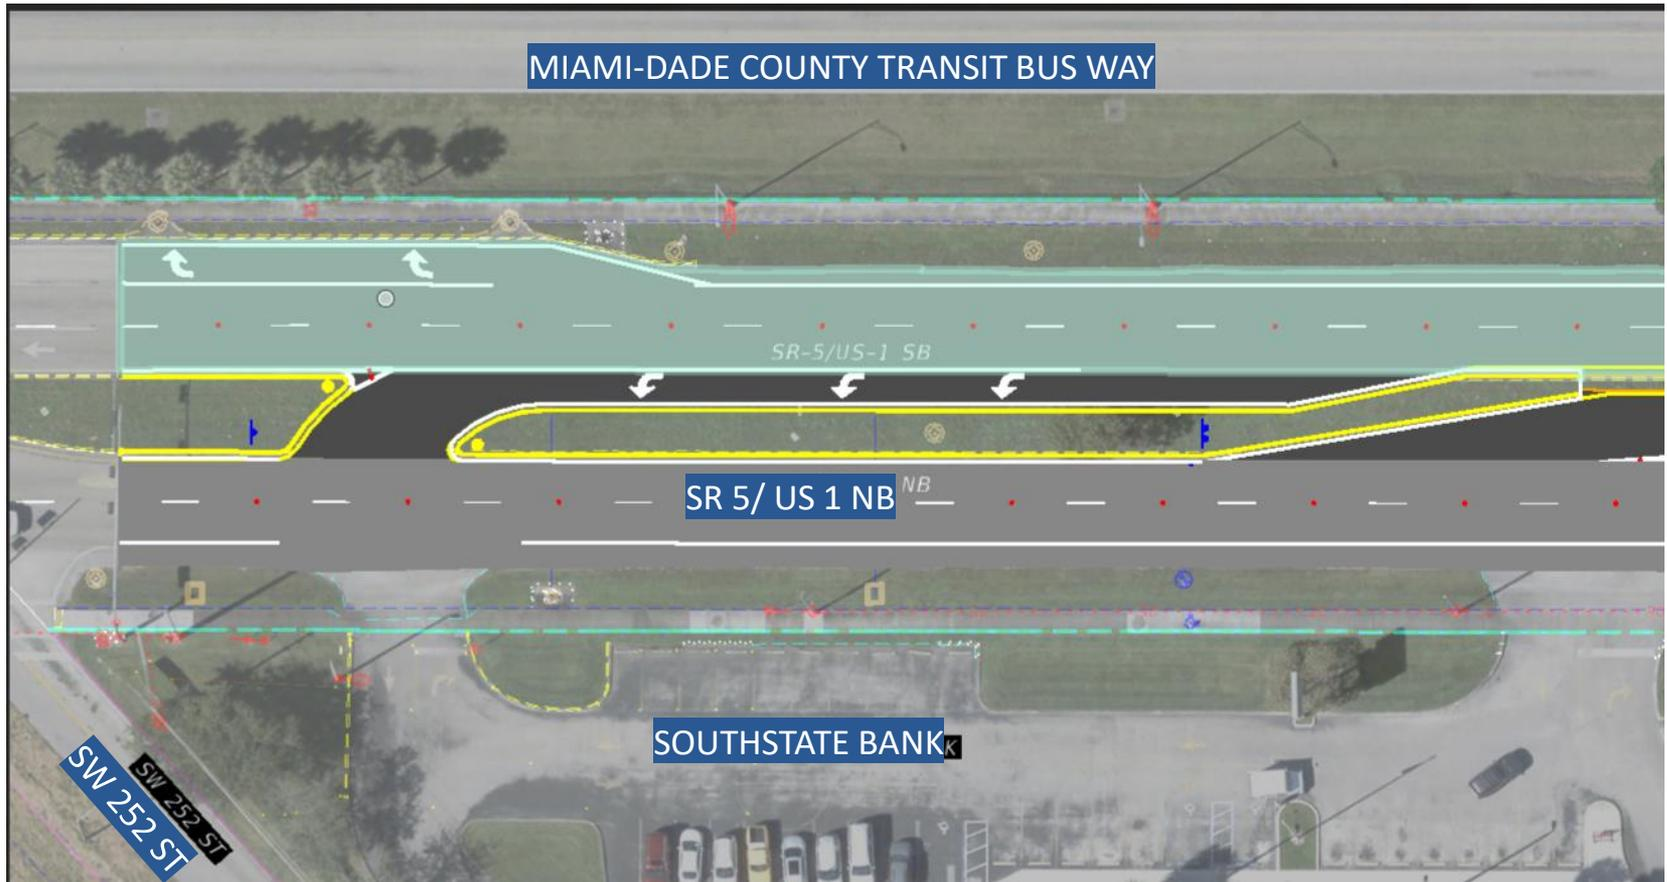 MIAMI-DADE COUNTY TRANSIT BUS WAY
SR-5/US-1 SB
SR 5/ US 1 NB NB
SOUTHSTATE BANK K
SW 252 ST
SW 252 ST